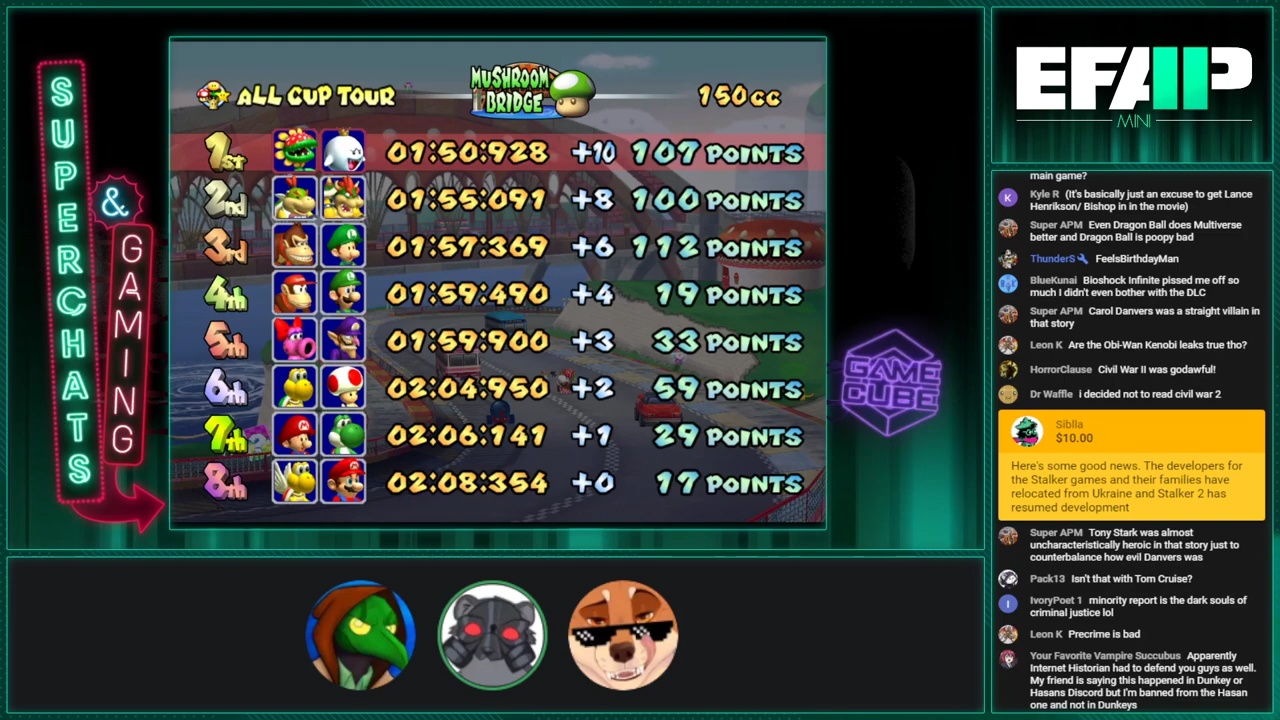 SUPERCHATS
&
GAMING
ALL CUP TOUR
MUSHROOM
BRIDGE
150cc
1st 01:50:928 +10 107 POINTS
2nd 01:55:091 +8 100 POINTS
3rd 01:57:369 +6 112 POINTS
4th 01:59:490 +4 19 POINTS
5th 01:59:900 +3 33 POINTS
6th 02:04:950 +2 59 POINTS
7th 02:06:141 +1 29 POINTS
8th 02:08:354 +0 17 POINTS
GAME
CUBE
EFAP
MINI
main game?
K Kyle R (It's basically just an excuse to get Lance
Henrikson/ Bishop in in the movie)
Super APM Even Dragon Ball does Multiverse
better and Dragon Ball is poopy bad
ThunderS FeelsBirthdayMan
BlueKunai Bioshock Infinite pissed me off so
much I didn't even bother with the DLC
Super APM Carol Danvers was a straight villain in
that story
Leon K Are the Obi-Wan Kenobi leaks true tho?
HorrorClause Civil War II was godawful!
Dr Waffle i decided not to read civil war 2
Siblla
$10.00
Here's some good news. The developers for
the Stalker games and their families have
relocated from Ukraine and Stalker 2 has
resumed development
Super APM Tony Stark was almost
uncharacteristically heroic in that story just to
counterbalance how evil Danvers was
Pack13 Isn't that with Tom Cruise?
I IvoryPoet 1 minority report is the dark souls of
criminal justice lol
Leon K Precrime is bad
Your Favorite Vampire Succubus Apparently
Internet Historian had to defend you guys as well.
My friend is saying this happened in Dunkey or
Hasans Discord but I'm banned from the Hasan
one and not in Dunkeys